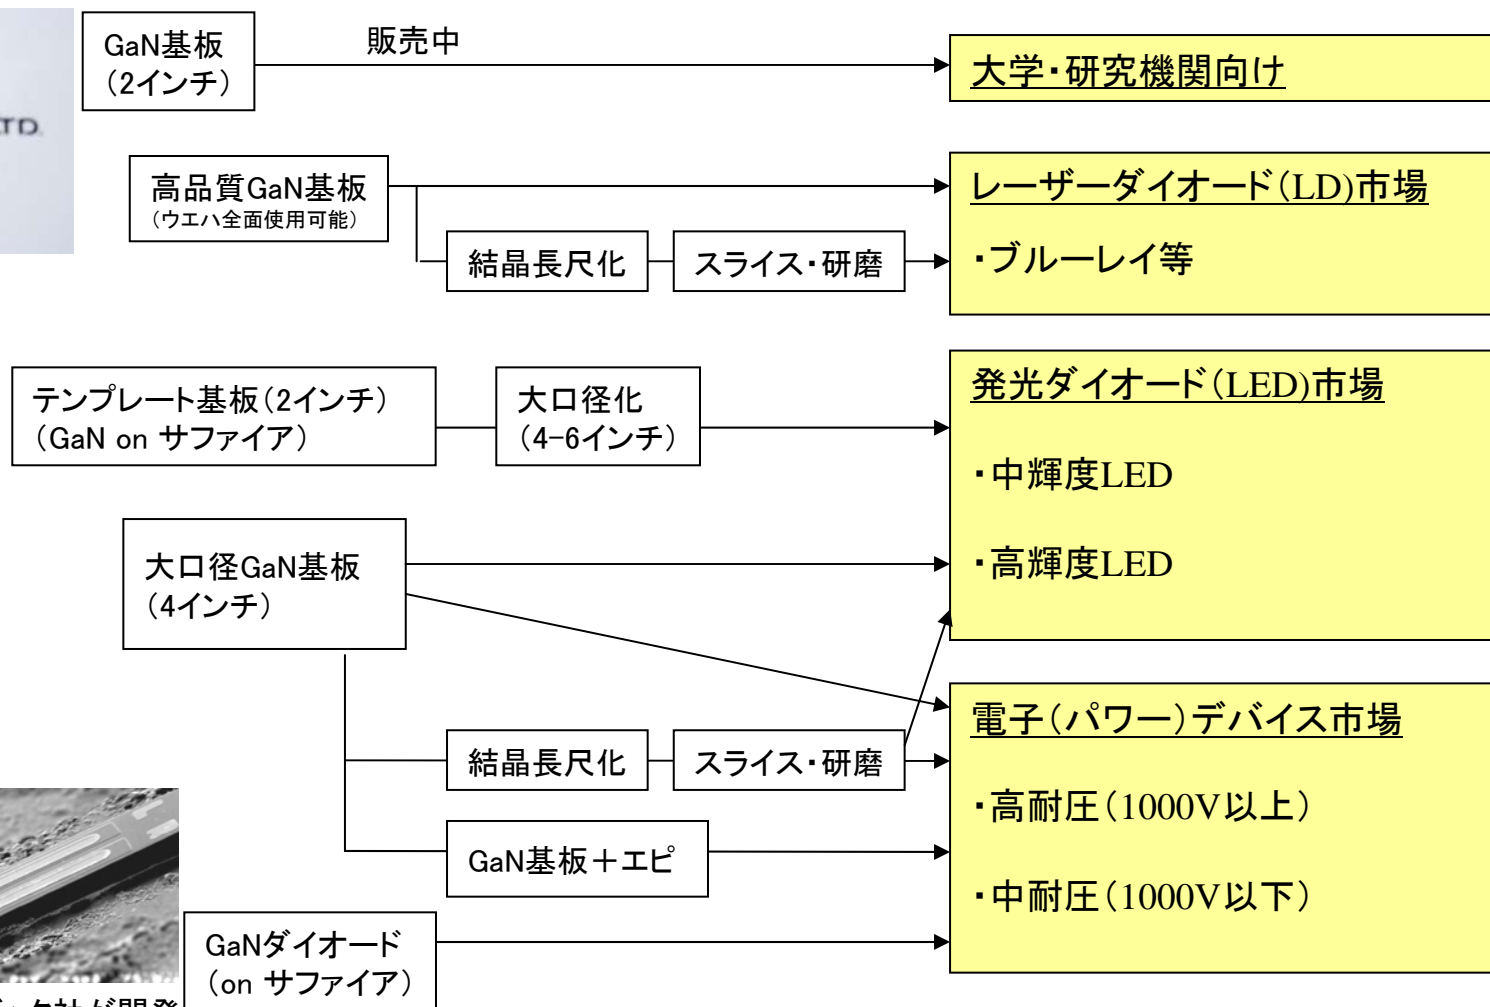 GaN基板
（2インチ）
販売中
大学・研究機関向け
TD.
高品質GaN基板
（ウエハ全面使用可能）
レーザーダイオード（LD)市場
・ブルーレイ等
結晶長尺化
スライス・研磨
テンプレート基板（2インチ）
（GaN on サファイア）
大口径化
（4-6インチ）
発光ダイオード（LED)市場
・中輝度LED
・高輝度LED
大口径GaN基板
（4インチ）
電子（パワー）デバイス市場
・高耐圧（1000V以上）
・中耐圧（1000V以下）
結晶長尺化
スライス・研磨
GaN基板＋エピ
GaNダイオード
（on サファイア）
ク社が開発